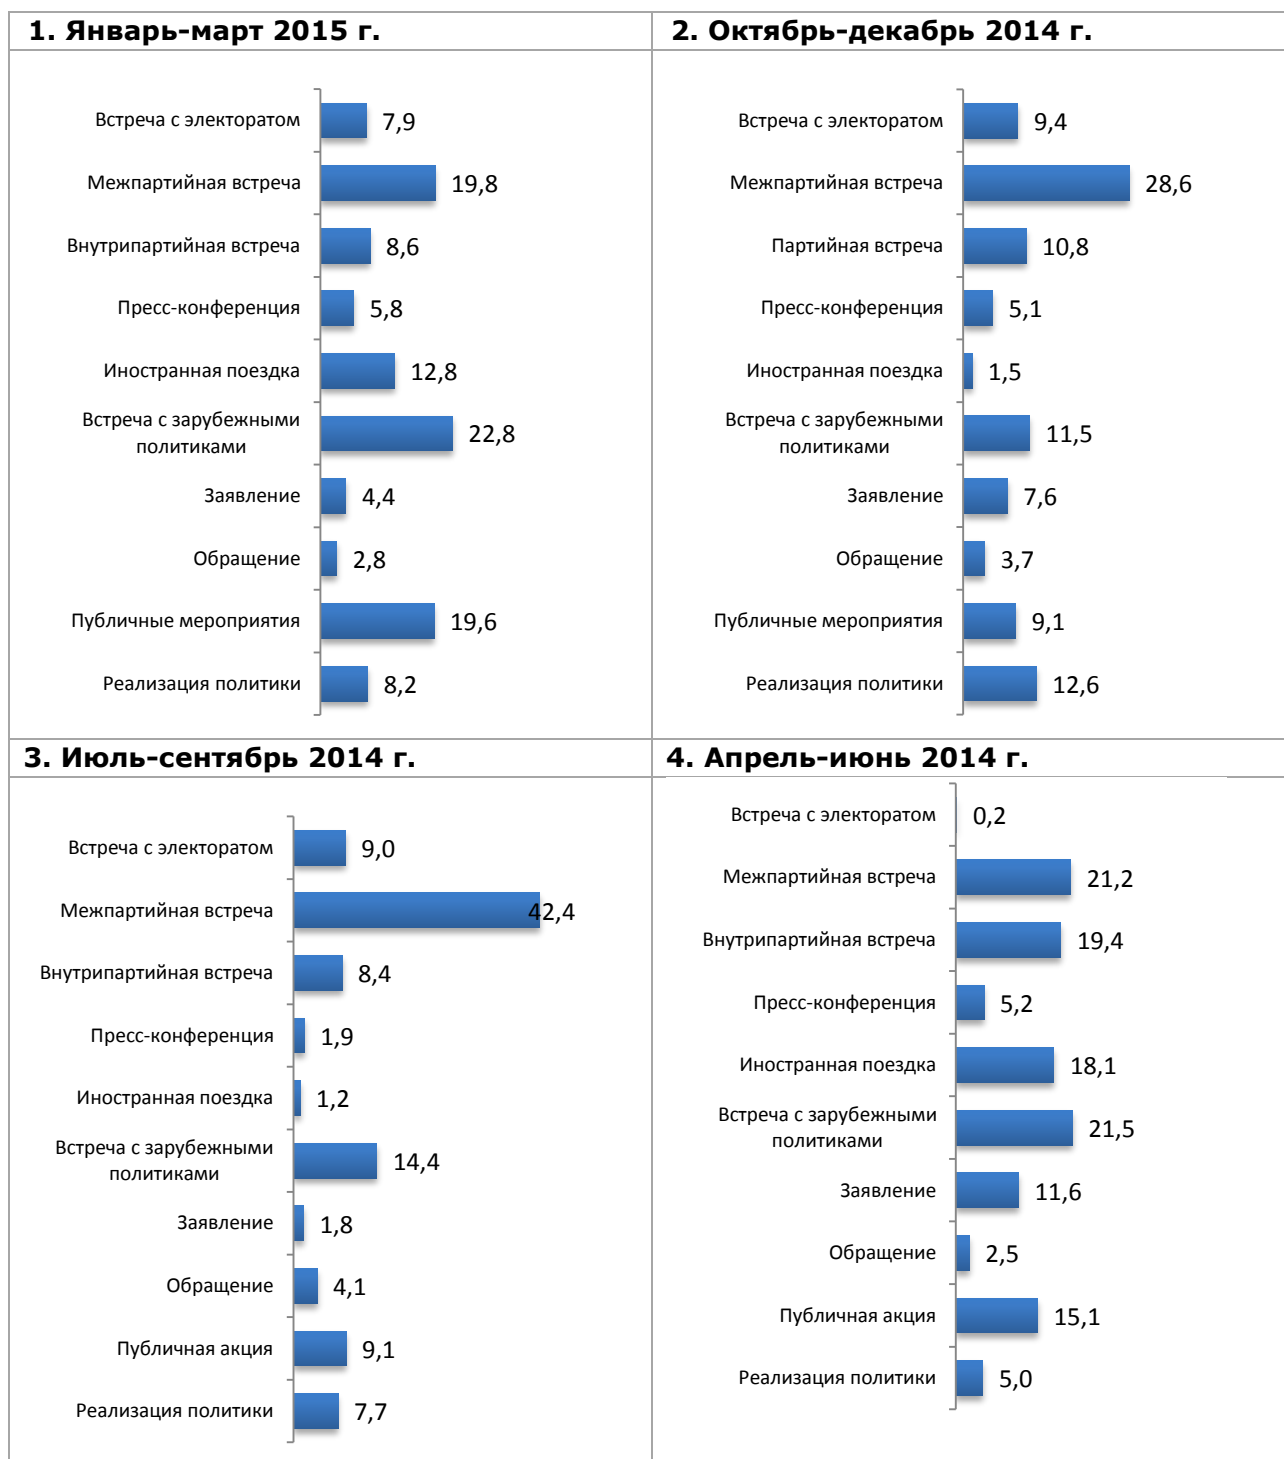 1. Январь-март 2015 г.
Встреча с электоратом 7,9
Межпартийная встреча 19,8
Внутрипартийная встреча 8,6
Пресс-конференция 5,8
Иностранная поездка 12,8
Встреча с зарубежными
политиками 22,8
Заявление 4,4
Обращение 2,8
Публичные мероприятия 19,6
Реализация политики 8,2
2. Октябрь-декабрь 2014 г.
Встреча с электоратом 9,4
Межпартийная встреча 28,6
Партийная встреча 10,8
Пресс-конференция 5,1
Иностранная поездка 1,5
Встреча с зарубежными
политиками 11,5
Заявление 7,6
Обращение 3,7
Публичные мероприятия 9,1
Реализация политики 12,6
3. Июль-сентябрь 2014 г.
Встреча с электоратом 9,0
Межпартийная встреча 42,4
Внутрипартийная встреча 8,4
Пресс-конференция 1,9
Иностранная поездка 1,2
Встреча с зарубежными
политиками 14,4
Заявление 1,8
Обращение 4,1
Публичная акция 9,1
Реализация политики 7,7
4. Апрель-июнь 2014 г.
Встреча с электоратом 0,2
Межпартийная встреча 21,2
Внутрипартийная встреча 19,4
Пресс-конференция 5,2
Иностранная поездка 18,1
Встреча с зарубежными
политиками 21,5
Заявление 11,6
Обращение 2,5
Публичная акция 15,1
Реализация политики 5,0